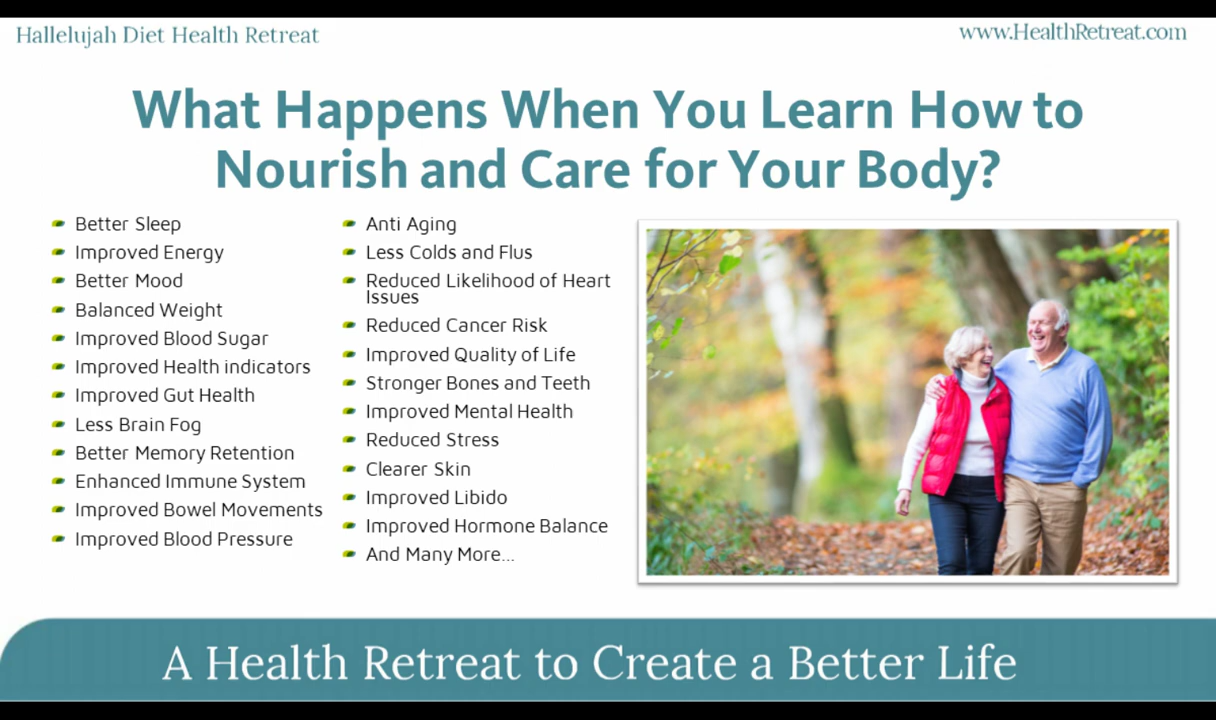 Hallelujah Diet Health Retreat
www.HealthRetreat.com
What Happens When You Learn How to
Nourish and Care for Your Body?
Better Sleep
Improved Energy
Better Mood
Balanced Weight
Improved Blood Sugar
Improved Health indicators
Improved Gut Health
Less Brain Fog
Better Memory Retention
Enhanced Immune System
Improved Bowel Movements
Improved Blood Pressure
Anti Aging
Less Colds and Flus
Reduced Likelihood of Heart
Issues
Reduced Cancer Risk
Improved Quality of Life
Stronger Bones and Teeth
Improved Mental Health
Reduced Stress
Clearer Skin
Improved Libido
Improved Hormone Balance
And Many More...
A Health Retreat to Create a Better Life